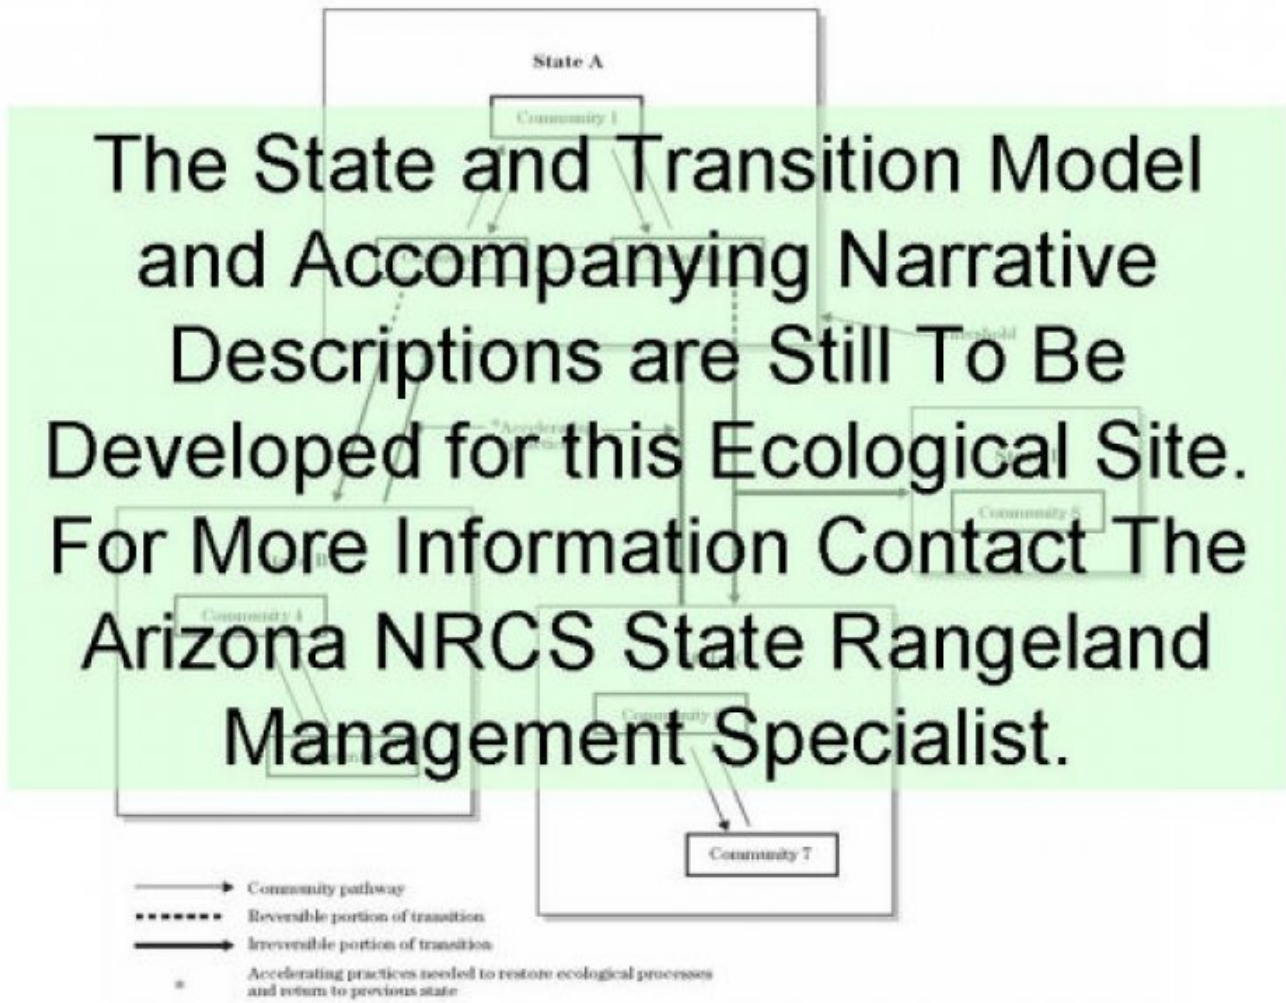 State A
Community 1
The State and Transition Model
and Accompanying Narrative
Descriptions are Still To Be
Developed for this Ecological Site.
For More Information Contact The
Arizona NRCS State Rangeland
Management Specialist.
Community 4
Community 7
Community pathway
Reversible portion of transition
Irreversible portion of transition
* Accelerating practices needed to restore ecological processes
and return to previous state